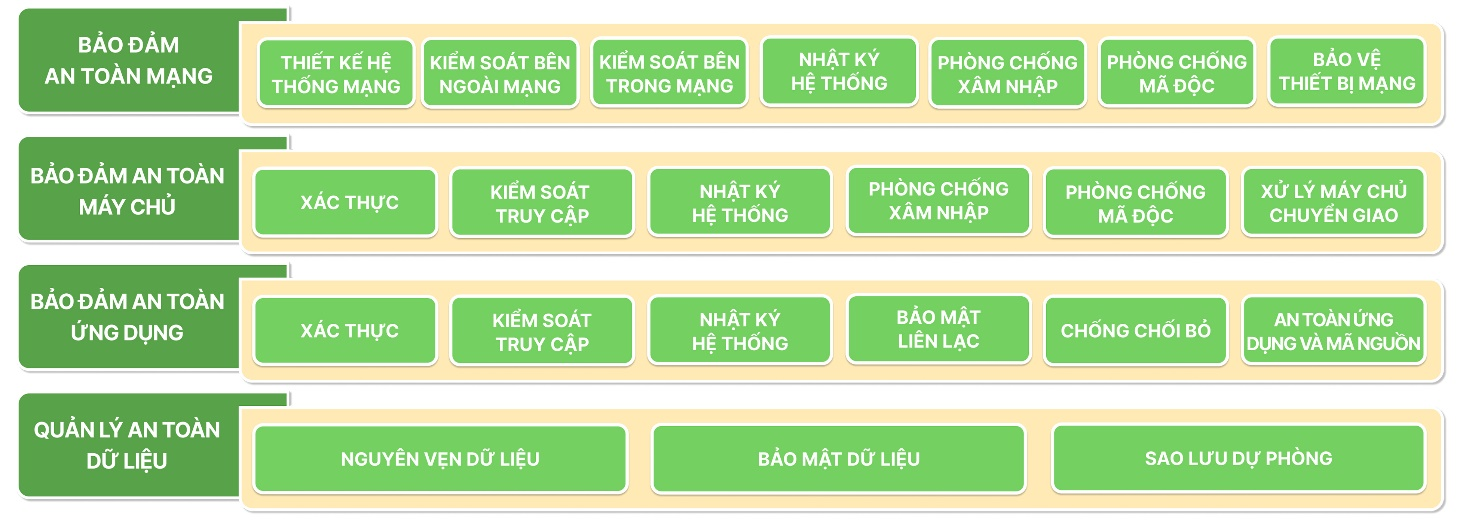 BẢO ĐẢM
AN TOÀN MẠNG
THIẾT KẾ HỆ
THỐNG MẠNG
KIỂM SOÁT BÊN
NGOÀI MẠNG
KIỂM SOÁT BÊN
TRONG MẠNG
NHẬT KÝ
HỆ THỐNG
PHÒNG CHỐNG
XÂM NHẬP
PHÒNG CHỐNG
MÃ ĐỘC
BẢO VỆ
THIẾT BỊ MẠNG
BẢO ĐẢM AN TOÀN
MÁY CHỦ
XÁC THỰC
KIỂM SOÁT
TRUY CẬP
NHẬT KÝ
HỆ THỐNG
PHÒNG CHỐNG
XÂM NHẬP
PHÒNG CHỐNG
MÃ ĐỘC
XỬ LÝ MÁY CHỦ
CHUYỂN GIAO
BẢO ĐẢM AN TOÀN
ỨNG DỤNG
XÁC THỰC
KIỂM SOÁT
TRUY CẬP
NHẬT KÝ
HỆ THỐNG
BẢO MẬT
LIÊN LẠC
CHỐNG CHỐI BỎ
AN TOÀN ỨNG
DỤNG VÀ MÃ NGUỒN
QUẢN LÝ AN TOÀN
DỮ LIỆU
NGUYÊN VẸN DỮ LIỆU
BẢO MẬT DỮ LIỆU
SAO LƯU DỰ PHÒNG